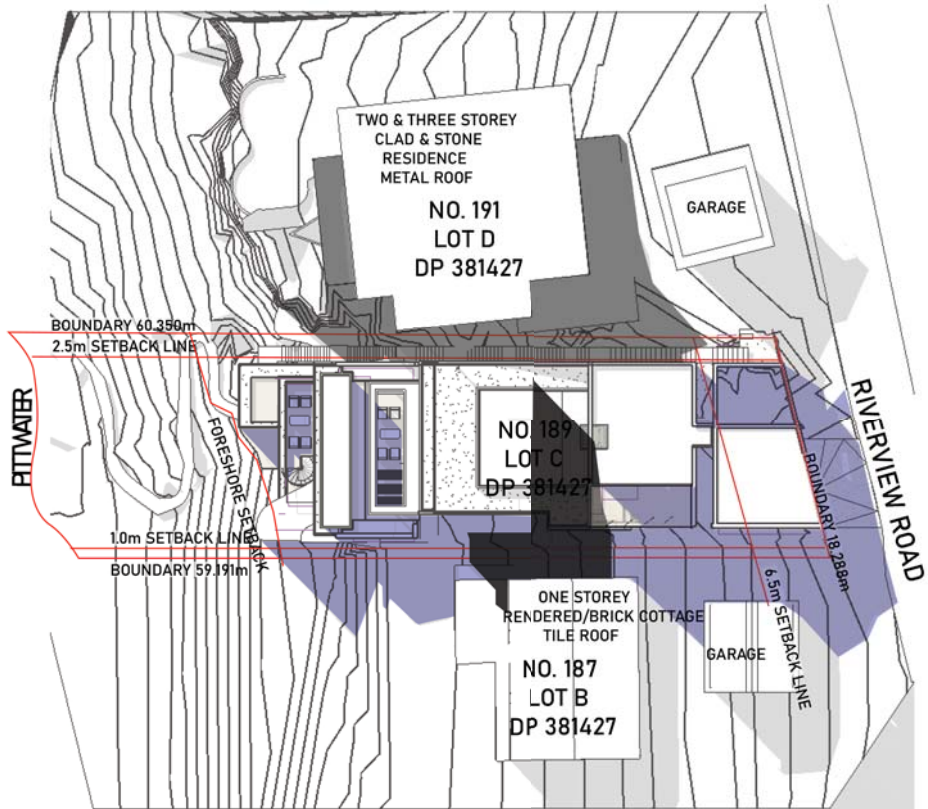 TWO & THREE STOREY
CLAD & STONE
RESIDENCE
METAL ROOF
NO. 191
LOT D
DP 381427
GARAGE
BOUNDARY 60.350m
2.5m SETBACK LINE
PITTWATER
FORESHORE SETBACK
NO. 189
LOT C
DP 381427
RIVERVIEW ROAD
BOUNDARY 18.288m
1.0m SETBACK LINE
BOUNDARY 59.191m
6.5m SETBACK LINE
ONE STOREY
RENDERED/BRICK COTTAGE
TILE ROOF
NO. 187
LOT B
DP 381427
GARAGE